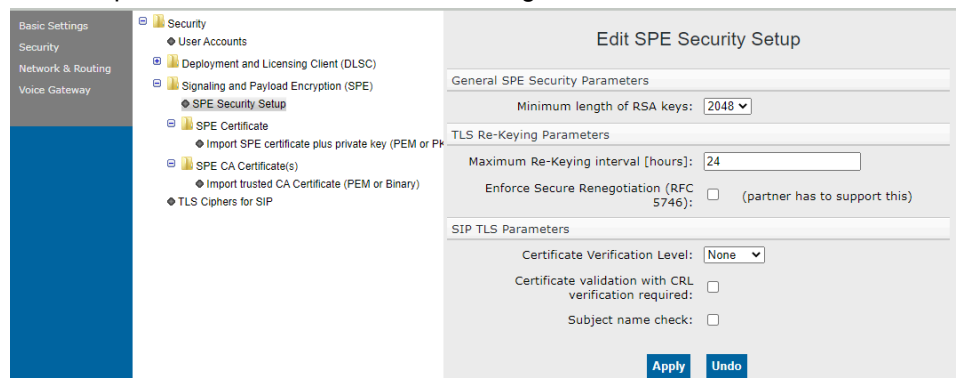 Basic Settings
Security
Network & Routing
Voice Gateway
Security
User Accounts
Deployment and Licensing Client (DLSC)
Signaling and Payload Encryption (SPE)
SPE Security Setup
SPE Certificate
Import SPE certificate plus private key (PEM or PK
SPE CA Certificate(s)
Import trusted CA Certificate (PEM or Binary)
TLS Ciphers for SIP
Edit SPE Security Setup
General SPE Security Parameters
Minimum length of RSA keys: 2048
TLS Re-Keying Parameters
Maximum Re-Keying interval [hours]: 24
Enforce Secure Renegotiation (RFC
5746): (partner has to support this)
SIP TLS Parameters
Certificate Verification Level: None
Certificate validation with CRL
verification required:
Subject name check:
Apply Undo